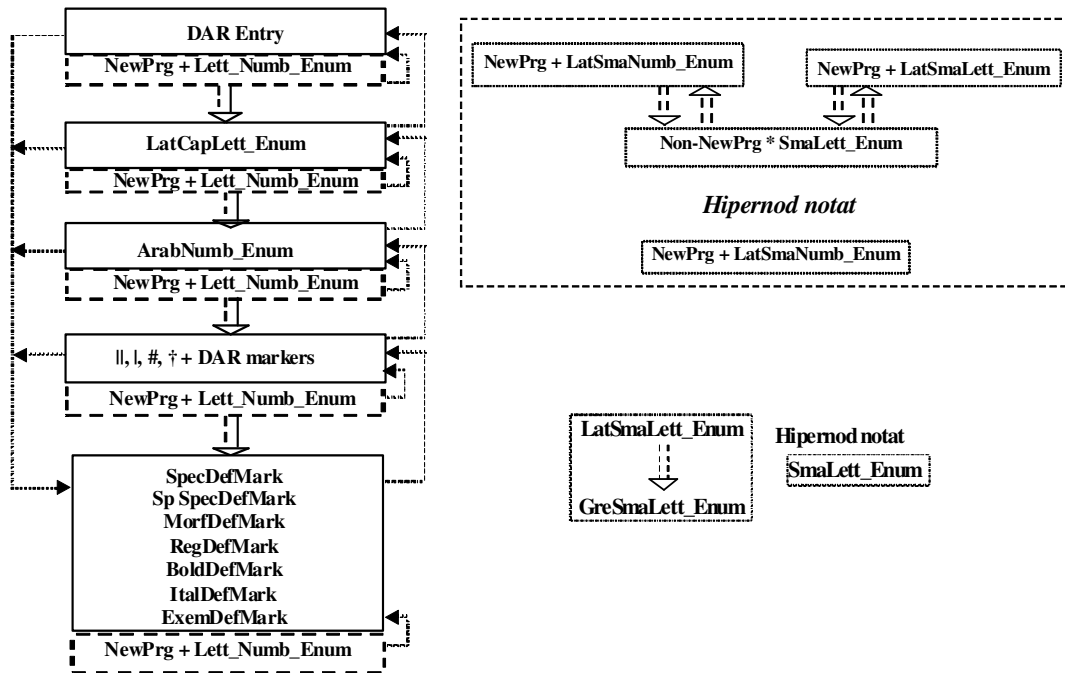 DAR Entry
NewPrg + Lett_Numb_Enum
LatCapLett_Enum
NewPrg + Lett_Numb_Enum
ArabNumb_Enum
NewPrg + Lett_Numb_Enum
||, |, #, † + DAR markers
NewPrg + Lett_Numb_Enum
SpecDefMark
Sp SpecDefMark
MorfDefMark
RegDefMark
BoldDefMark
ItalDefMark
ExemDefMark
NewPrg + Lett_Numb_Enum
NewPrg + LatSmaNumb_Enum
NewPrg + LatSmaLett_Enum
Non-NewPrg * SmaLett_Enum
Hipernod notat
NewPrg + LatSmaNumb_Enum
LatSmaLett_Enum
GreSmaLett_Enum
Hipernod notat
SmaLett_Enum